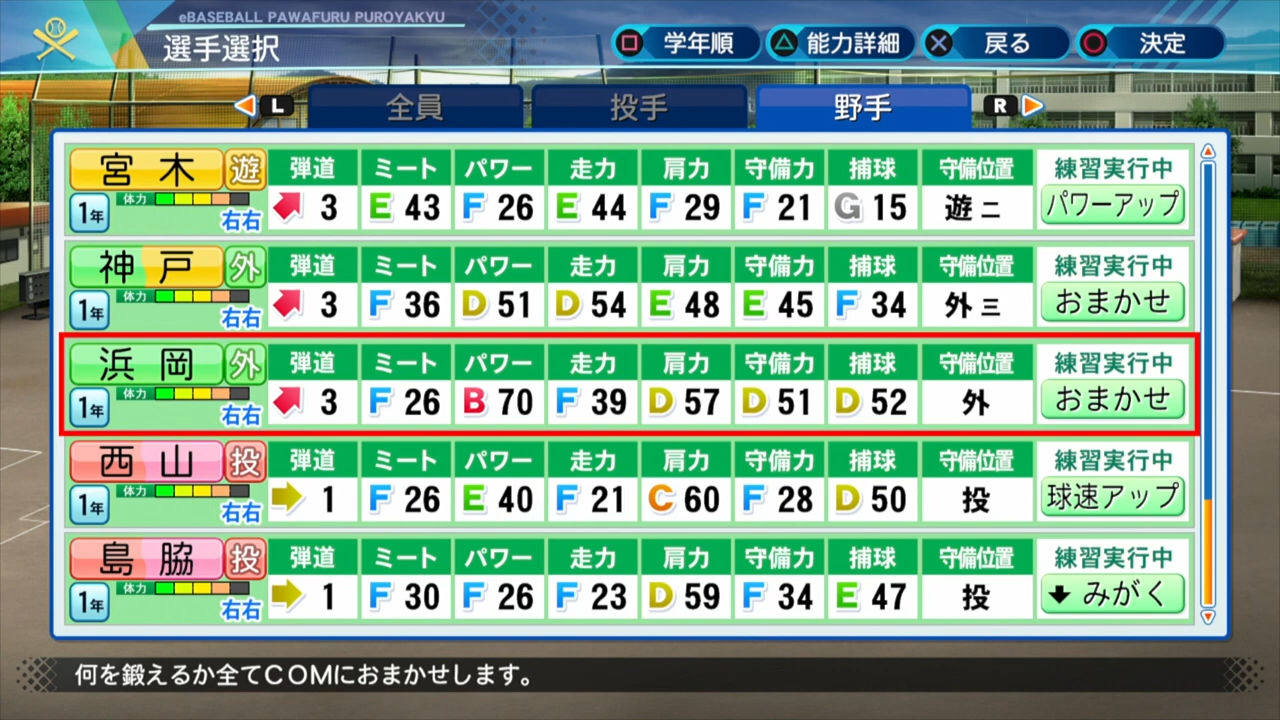 eBASEBALL PAWAFURU PUROYAKYU
選手選択
学年順 能力詳細 戻る 決定
L 全員 投手 野手 R
宮木 遊 弾道 ミート パワー 走力 肩力 守備力 捕球 守備位置 練習実行中
1年 体力 右右 3 E 43 F 26 E 44 F 29 F 21 G 15 遊 二 パワーアップ
神戸 外 弾道 ミート パワー 走力 肩力 守備力 捕球 守備位置 練習実行中
1年 体力 右右 3 F 36 D 51 D 54 E 48 E 45 F 34 外 三 おまかせ
浜岡 外 弾道 ミート パワー 走力 肩力 守備力 捕球 守備位置 練習実行中
1年 体力 右右 3 F 26 B 70 F 39 D 57 D 51 D 52 外 おまかせ
西山 投 弾道 ミート パワー 走力 肩力 守備力 捕球 守備位置 練習実行中
1年 体力 右右 1 F 26 E 40 F 21 C 60 F 28 D 50 投 球速アップ
島脇 投 弾道 ミート パワー 走力 肩力 守備力 捕球 守備位置 練習実行中
1年 体力 右右 1 F 30 F 26 F 23 D 59 F 34 E 47 投 みがく
何を鍛えるか全てCOMにおまかせします。